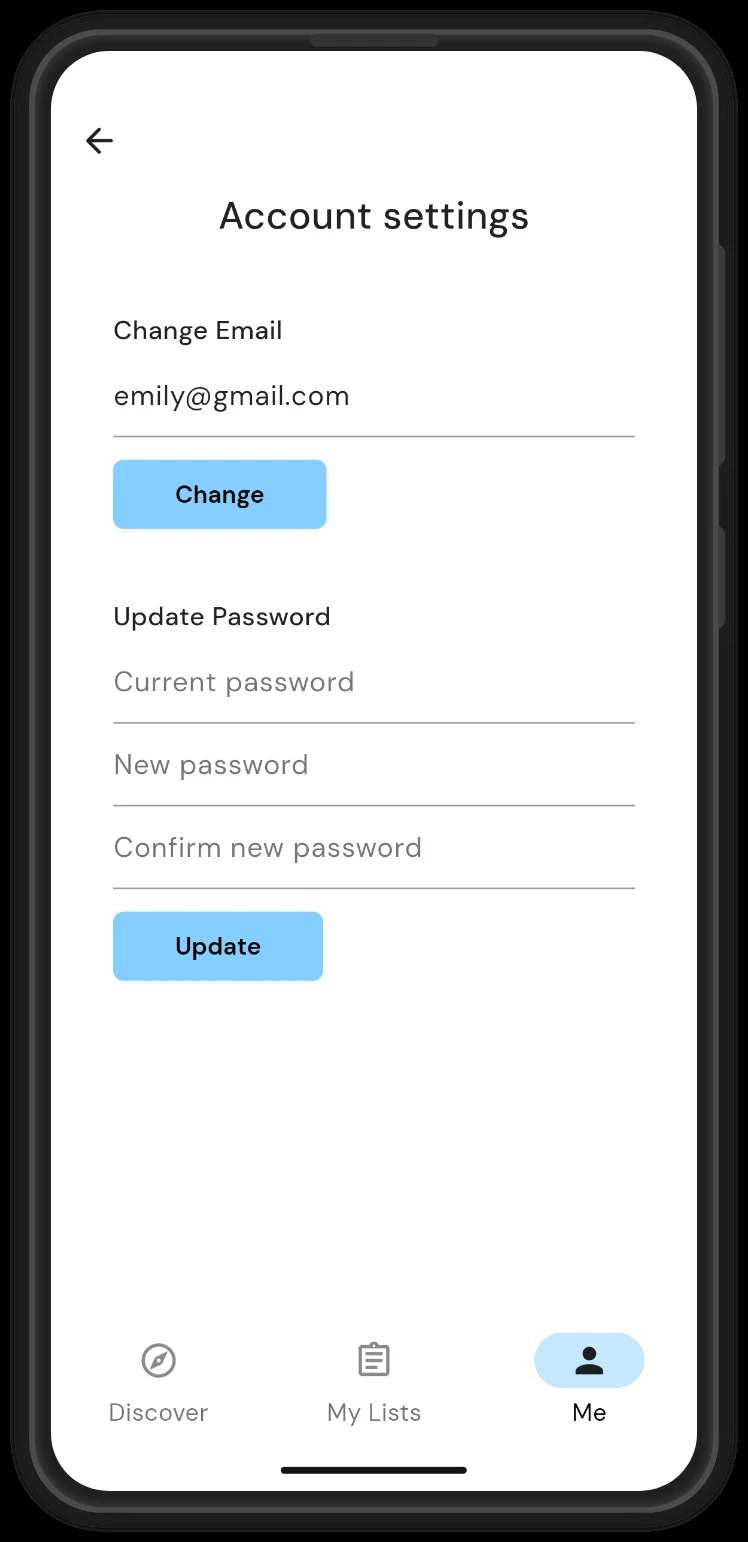 Account settings
Change Email
emily@gmail.com
Change
Update Password
Current password
New password
Confirm new password
Update
Discover
My Lists
Me